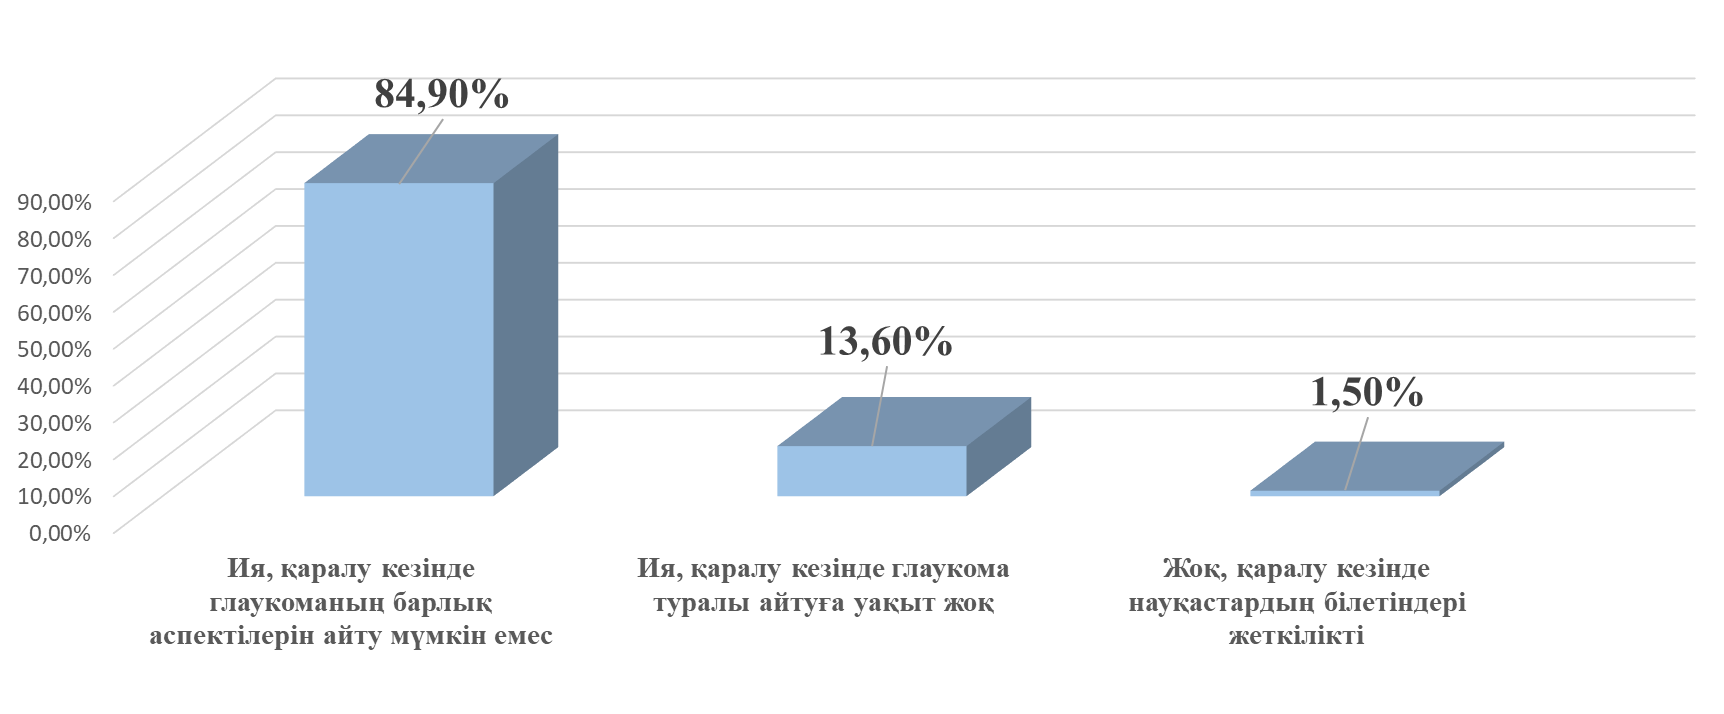 84,90%
13,60%
1,50%
90,00%
80,00%
70,00%
60,00%
50,00%
40,00%
30,00%
20,00%
10,00%
0,00%
Ия, қаралу кезінде
глаукоманың барлық
аспектілерін айту мүмкін емес
Ия, қаралу кезінде глаукома
туралы айтуға уақыт жоқ
Жоқ, қаралу кезінде
науқастардың білетіндері
жеткілікті